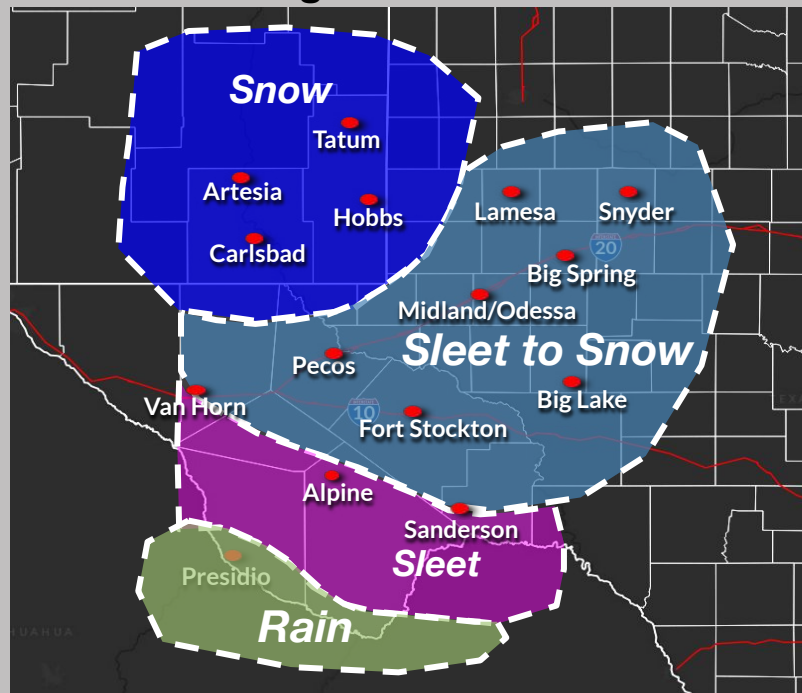 Snow
Tatum
Artesia
Hobbs
Carlsbad
Lamesa
Snyder
20
Big Spring
Midland/Odessa
Sleet to Snow
Pecos
Van Horn
Big Lake
10
Fort Stockton
Alpine
Sanderson
Sleet
Presidio
Rain
HUAHUA